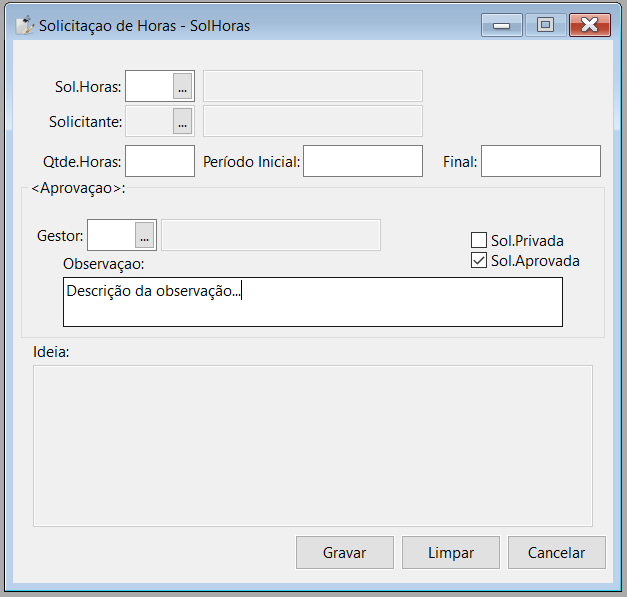 Solicitaçao de Horas - SolHoras
Sol.Horas: ...
Solicitante: ...
Qtde.Horas: Período Inicial: Final:
<Aprovaçao>:
Gestor: ...
Sol.Privada
Sol.Aprovada
Observaçao:
Descrição da observação...
Ideia:
Gravar Limpar Cancelar